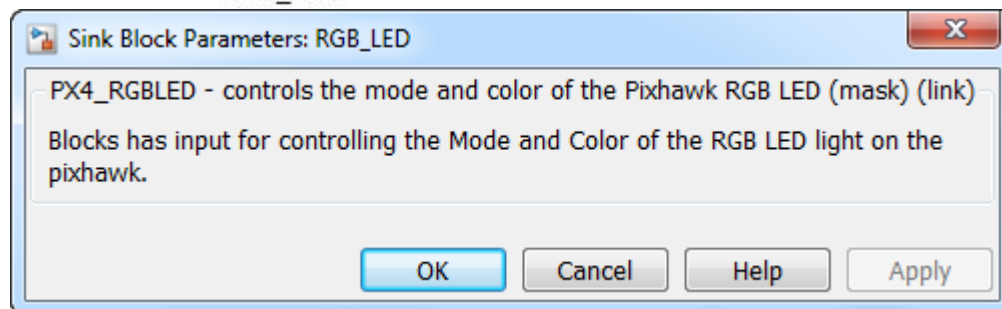 Sink Block Parameters: RGB_LED
PX4_RGBLED - controls the mode and color of the Pixhawk RGB LED (mask) (link)
Blocks has input for controlling the Mode and Color of the RGB LED light on the
pixhawk.
OK Cancel Help Apply